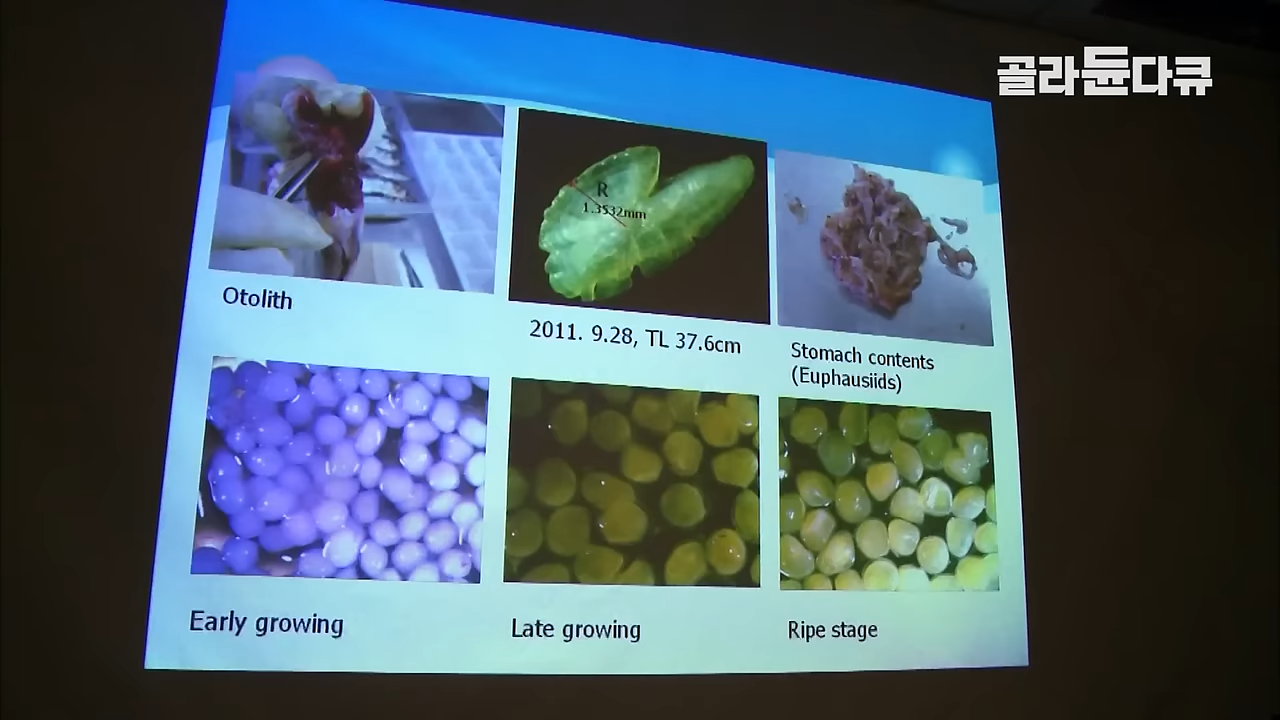 골라듄다큐
R
1.3532mm
Otolith
2011. 9.28, TL 37.6cm
Stomach contents
(Euphausiids)
Early growing
Late growing
Ripe stage